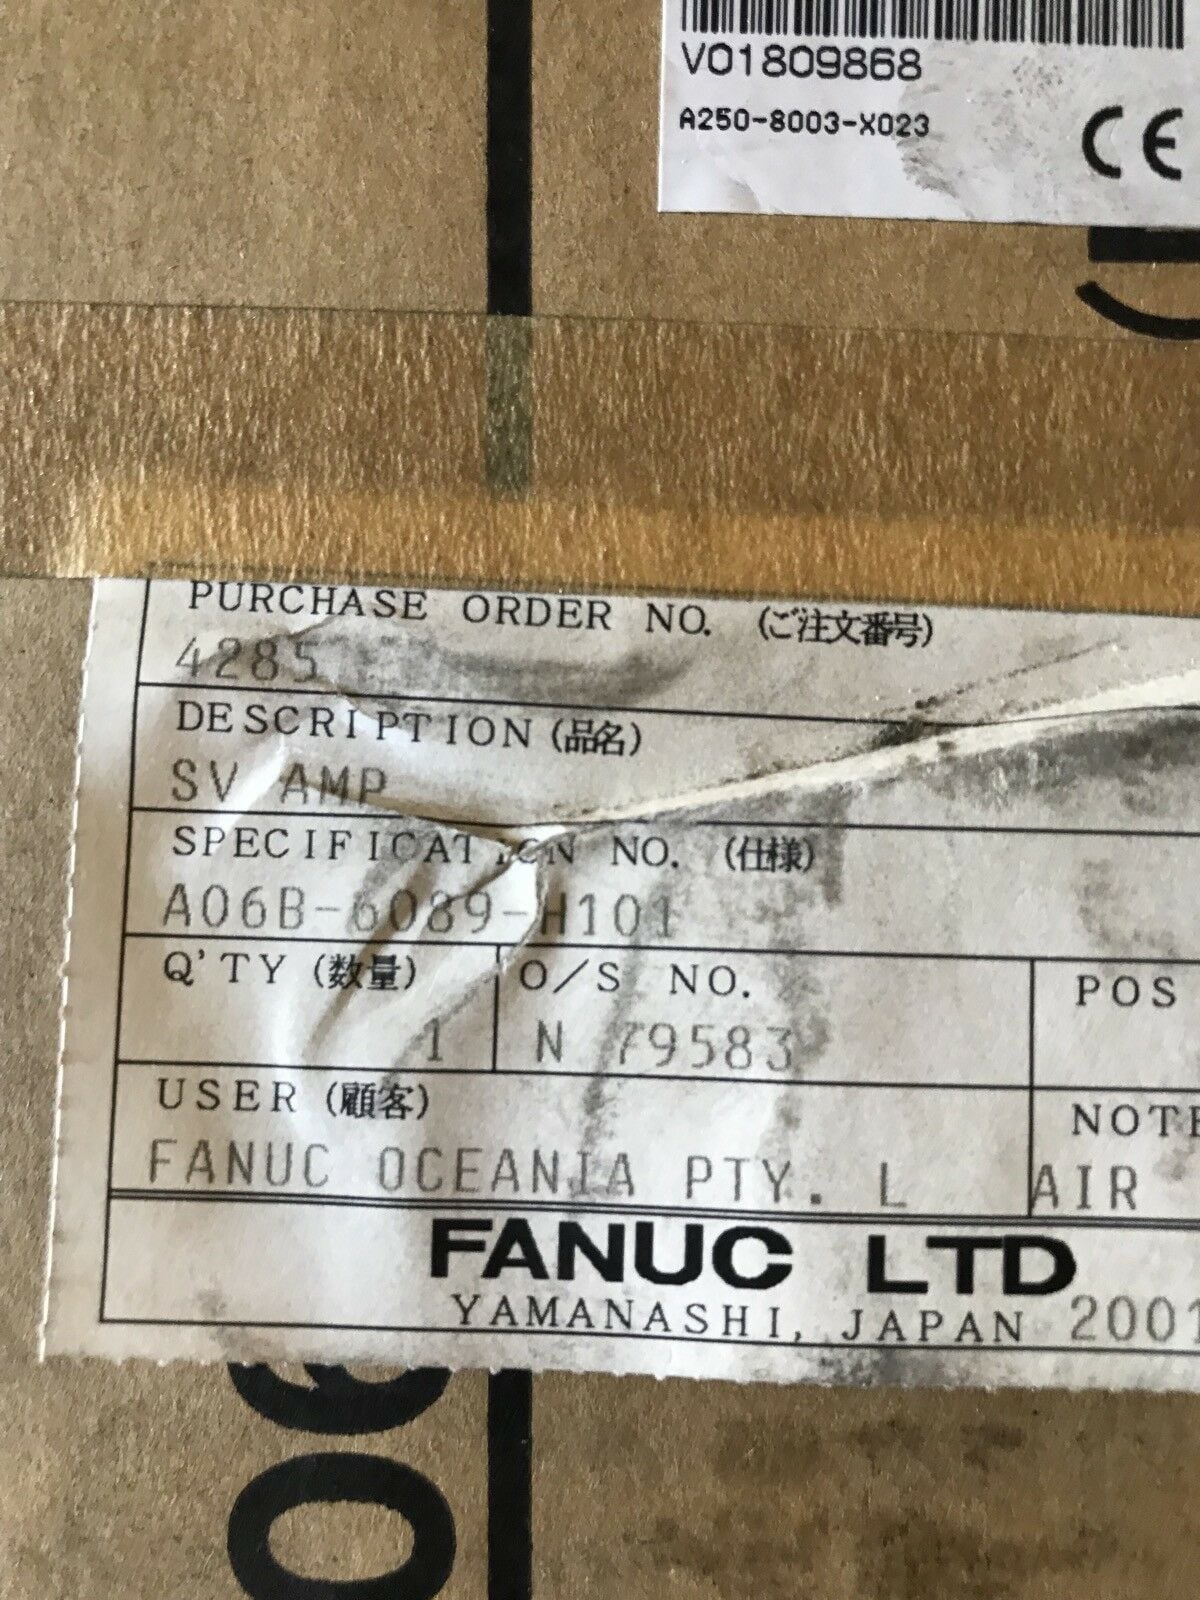 V01809868
A250-8003-X023
CE
PURCHASE ORDER NO. (ご注文番号)
4285
DESCRIPTION (品名)
SV AMP
SPECIFICATION NO. (仕様)
A06B-6089-H101
Q'TY (数量) O/S NO. POS
1 N 79583
USER (顧客) NOTE
FANUC OCEANIA PTY. L AIR
FANUC LTD
YAMANASHI, JAPAN 2001